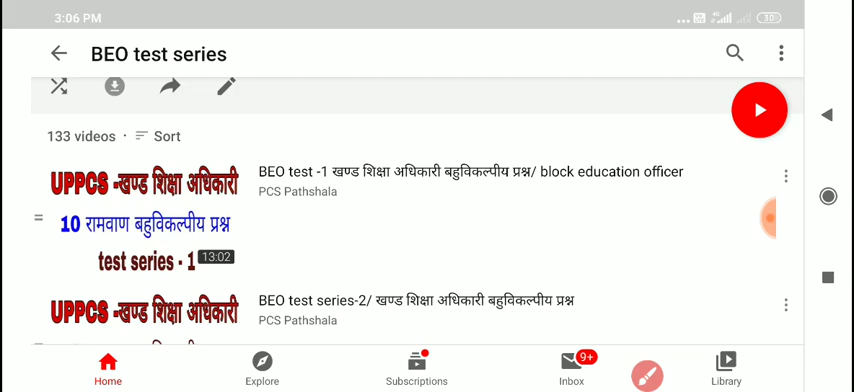 3:06 PM
30
BEO test series
133 videos · Sort
UPPCS -खण्ड शिक्षा अधिकारी
10 रामवाण बहुविकल्पीय प्रश्न
test series - 1
13:02
BEO test -1 खण्ड शिक्षा अधिकारी बहुविकल्पीय प्रश्न/ block education officer
PCS Pathshala
UPPCS -खण्ड शिक्षा अधिकारी
BEO test series-2/ खण्ड शिक्षा अधिकारी बहुविकल्पीय प्रश्न
PCS Pathshala
9+
Home
Explore
Subscriptions
Inbox
Library